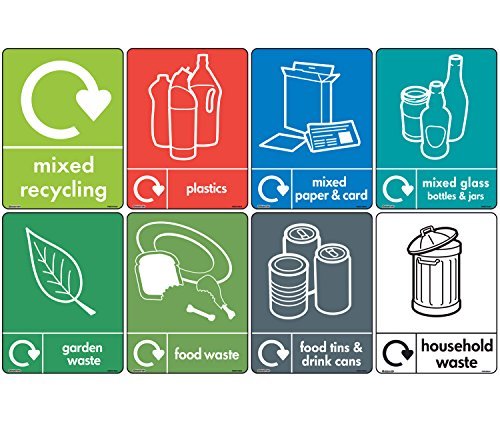 mixed
recycling
plastics
mixed
paper & card
mixed glass
bottles & jars
garden
waste
food waste
food tins &
drink cans
household
waste